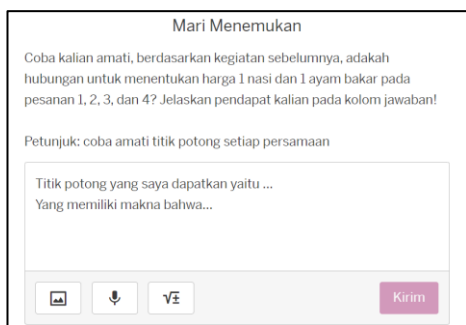 Mari Menemukan
Coba kalian amati, berdasarkan kegiatan sebelumnya, adakah
hubungan untuk menentukan harga 1 nasi dan 1 ayam bakar pada
pesanan 1, 2, 3, dan 4? Jelaskan pendapat kalian pada kolom jawaban!
Petunjuk: coba amati titik potong setiap persamaan
Titik potong yang saya dapatkan yaitu ...
Yang memiliki makna bahwa...
√±
Kirim